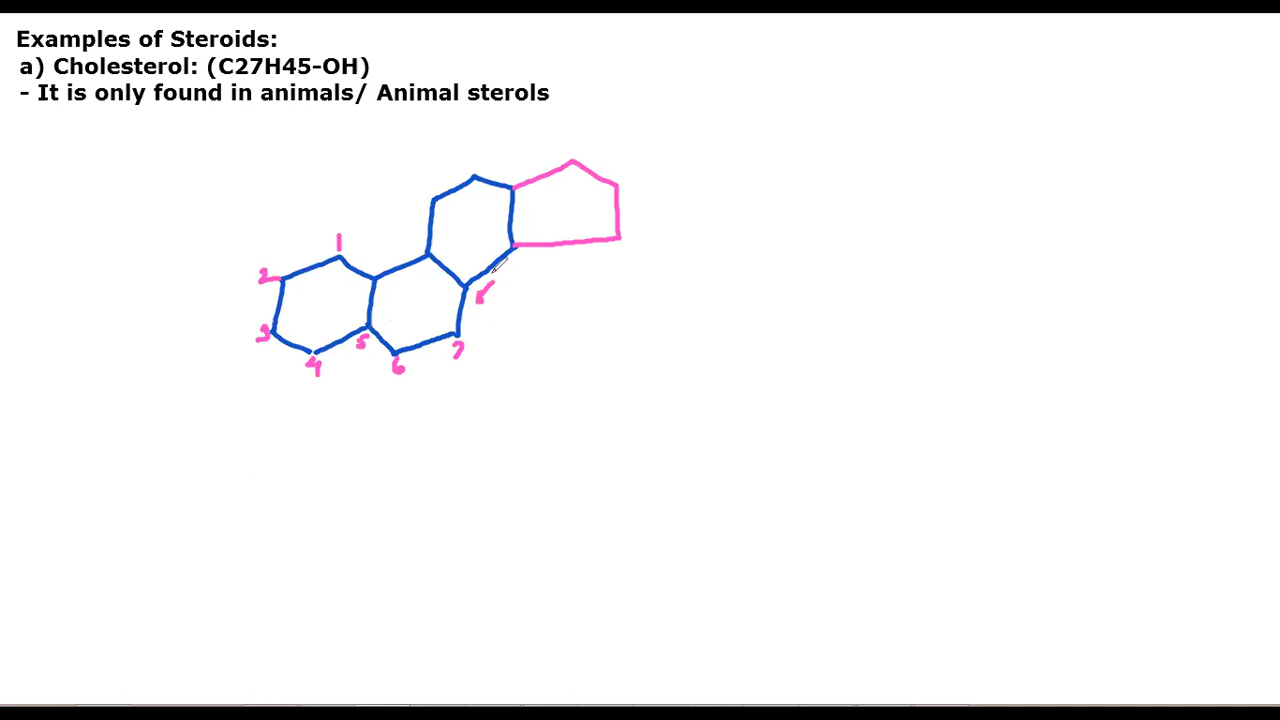 Examples of Steroids:
a) Cholesterol: (C27H45-OH)
- It is only found in animals/ Animal sterols
1
2
3
4
5
6
7
8